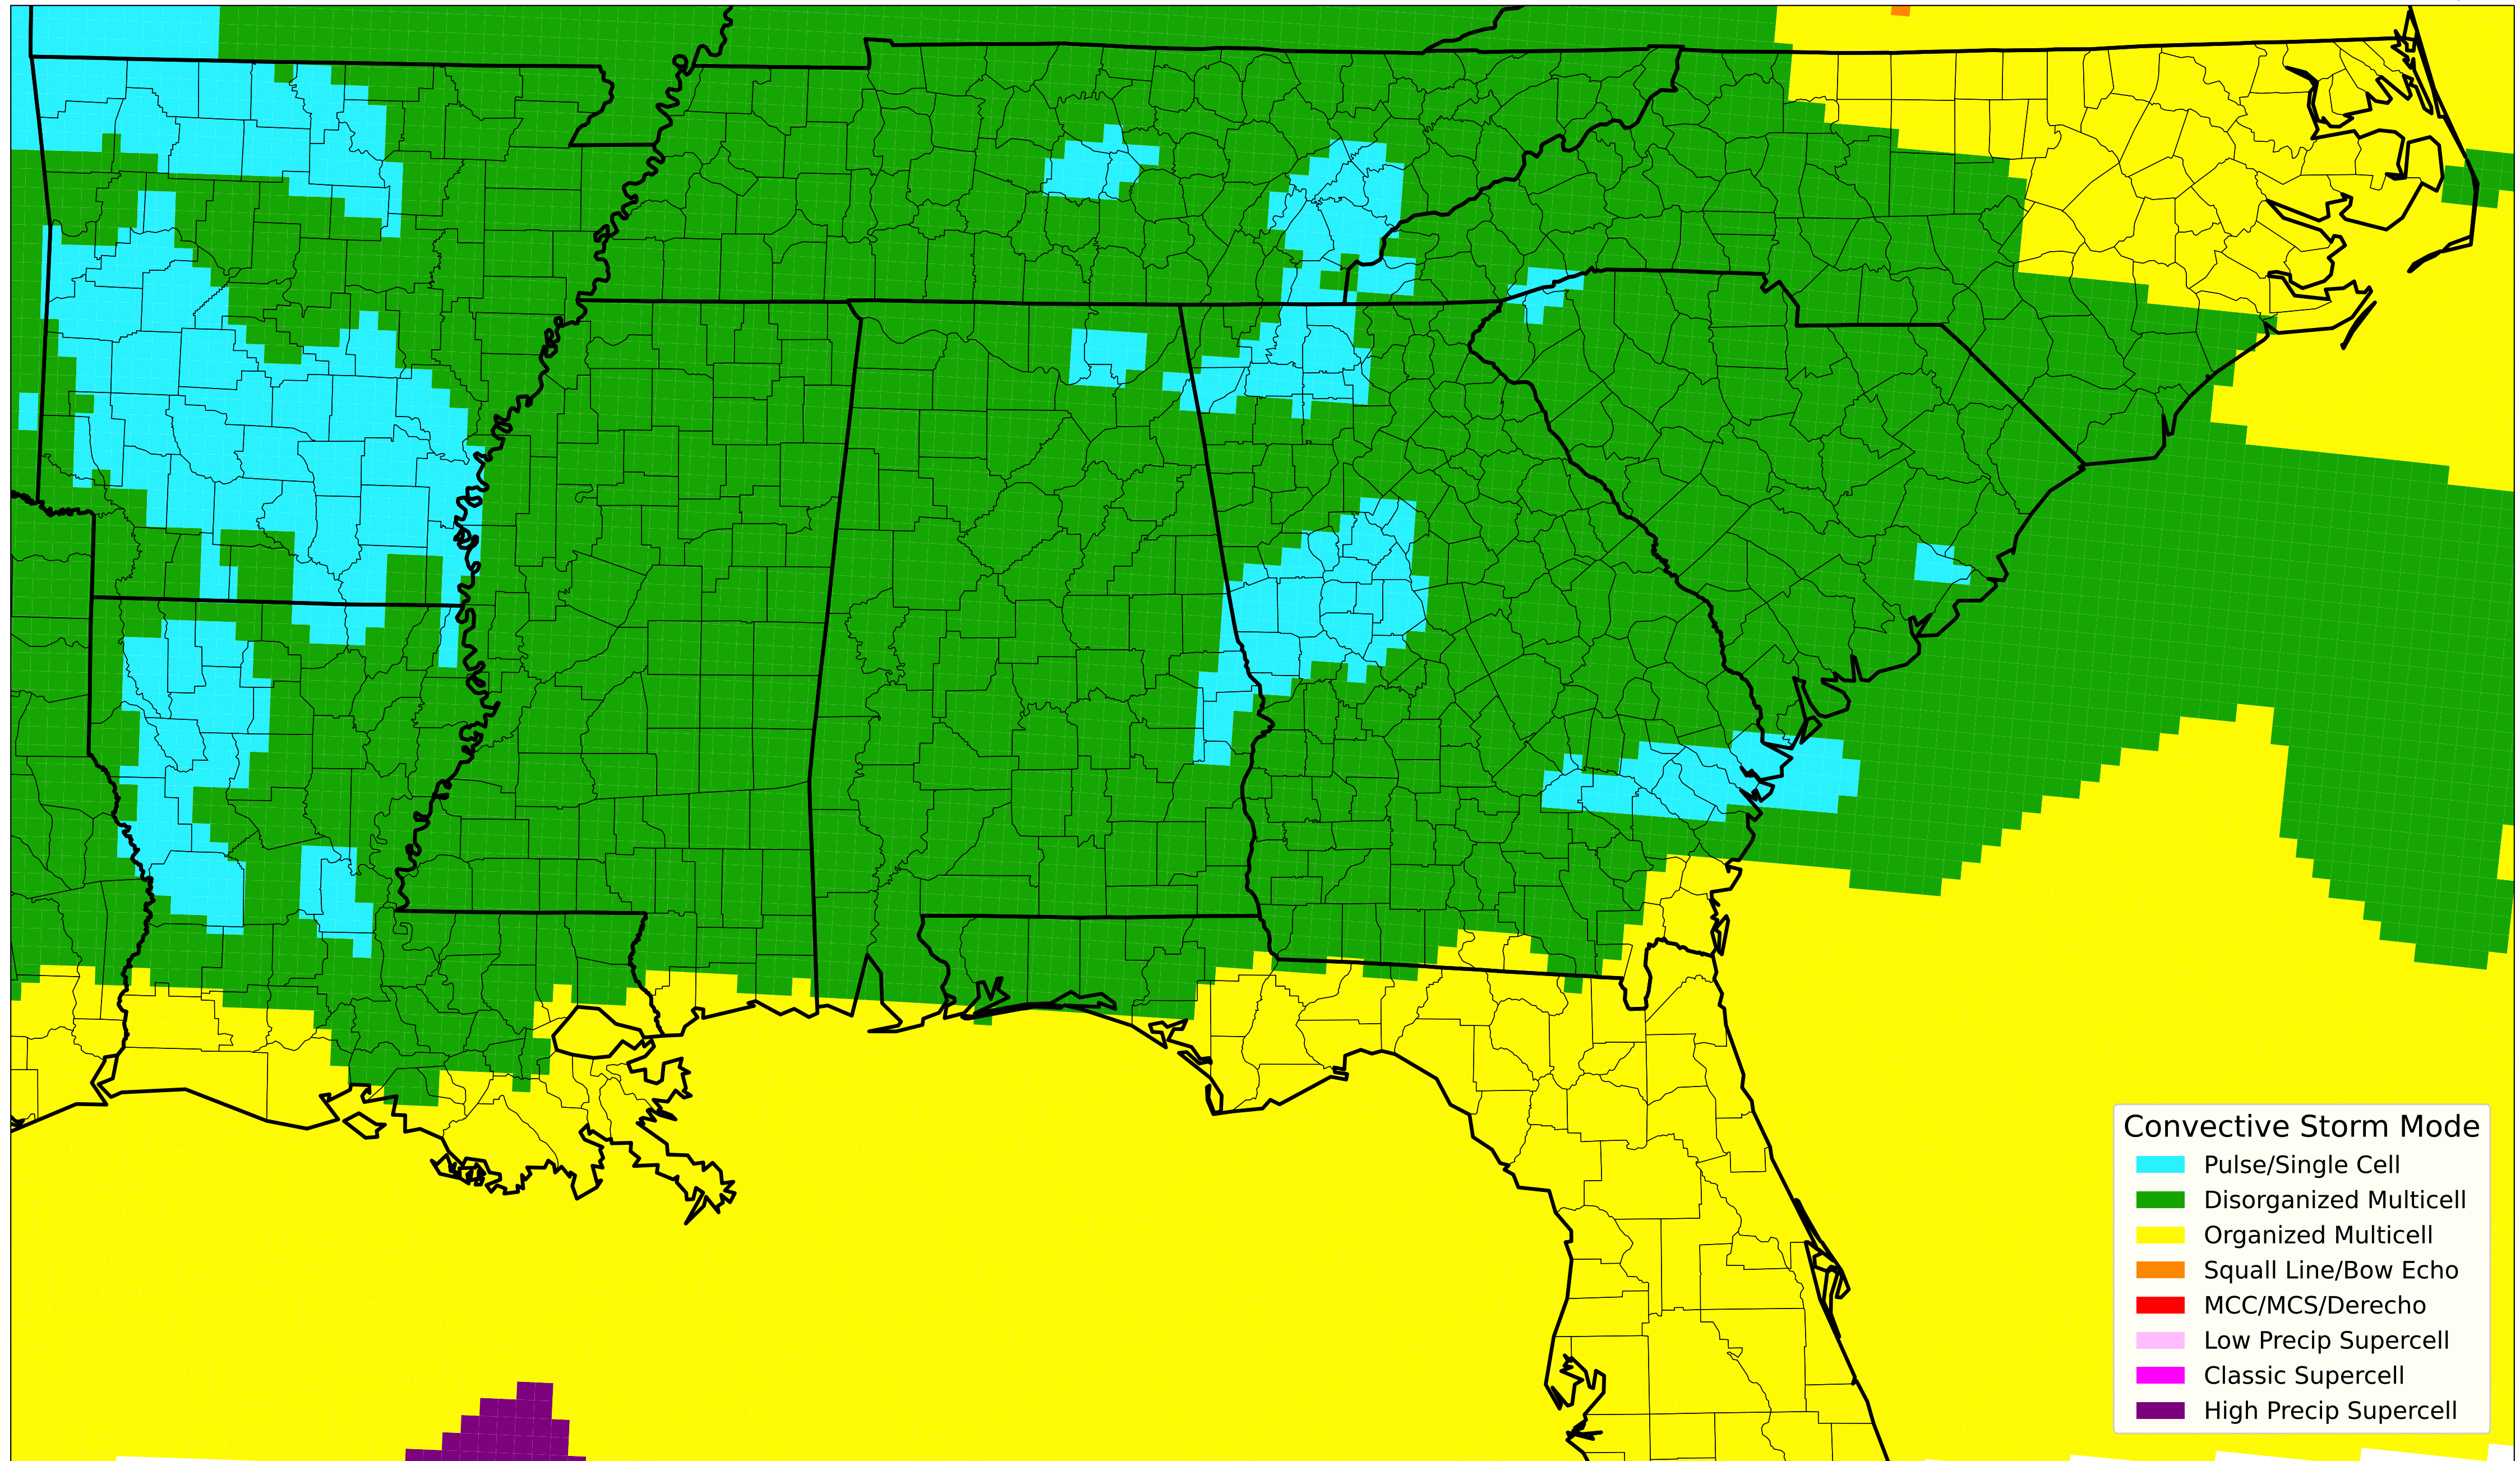 Convective Storm Mode
Pulse/Single Cell
Disorganized Multicell
Organized Multicell
Squall Line/Bow Echo
MCC/MCS/Derecho
Low Precip Supercell
Classic Supercell
High Precip Supercell